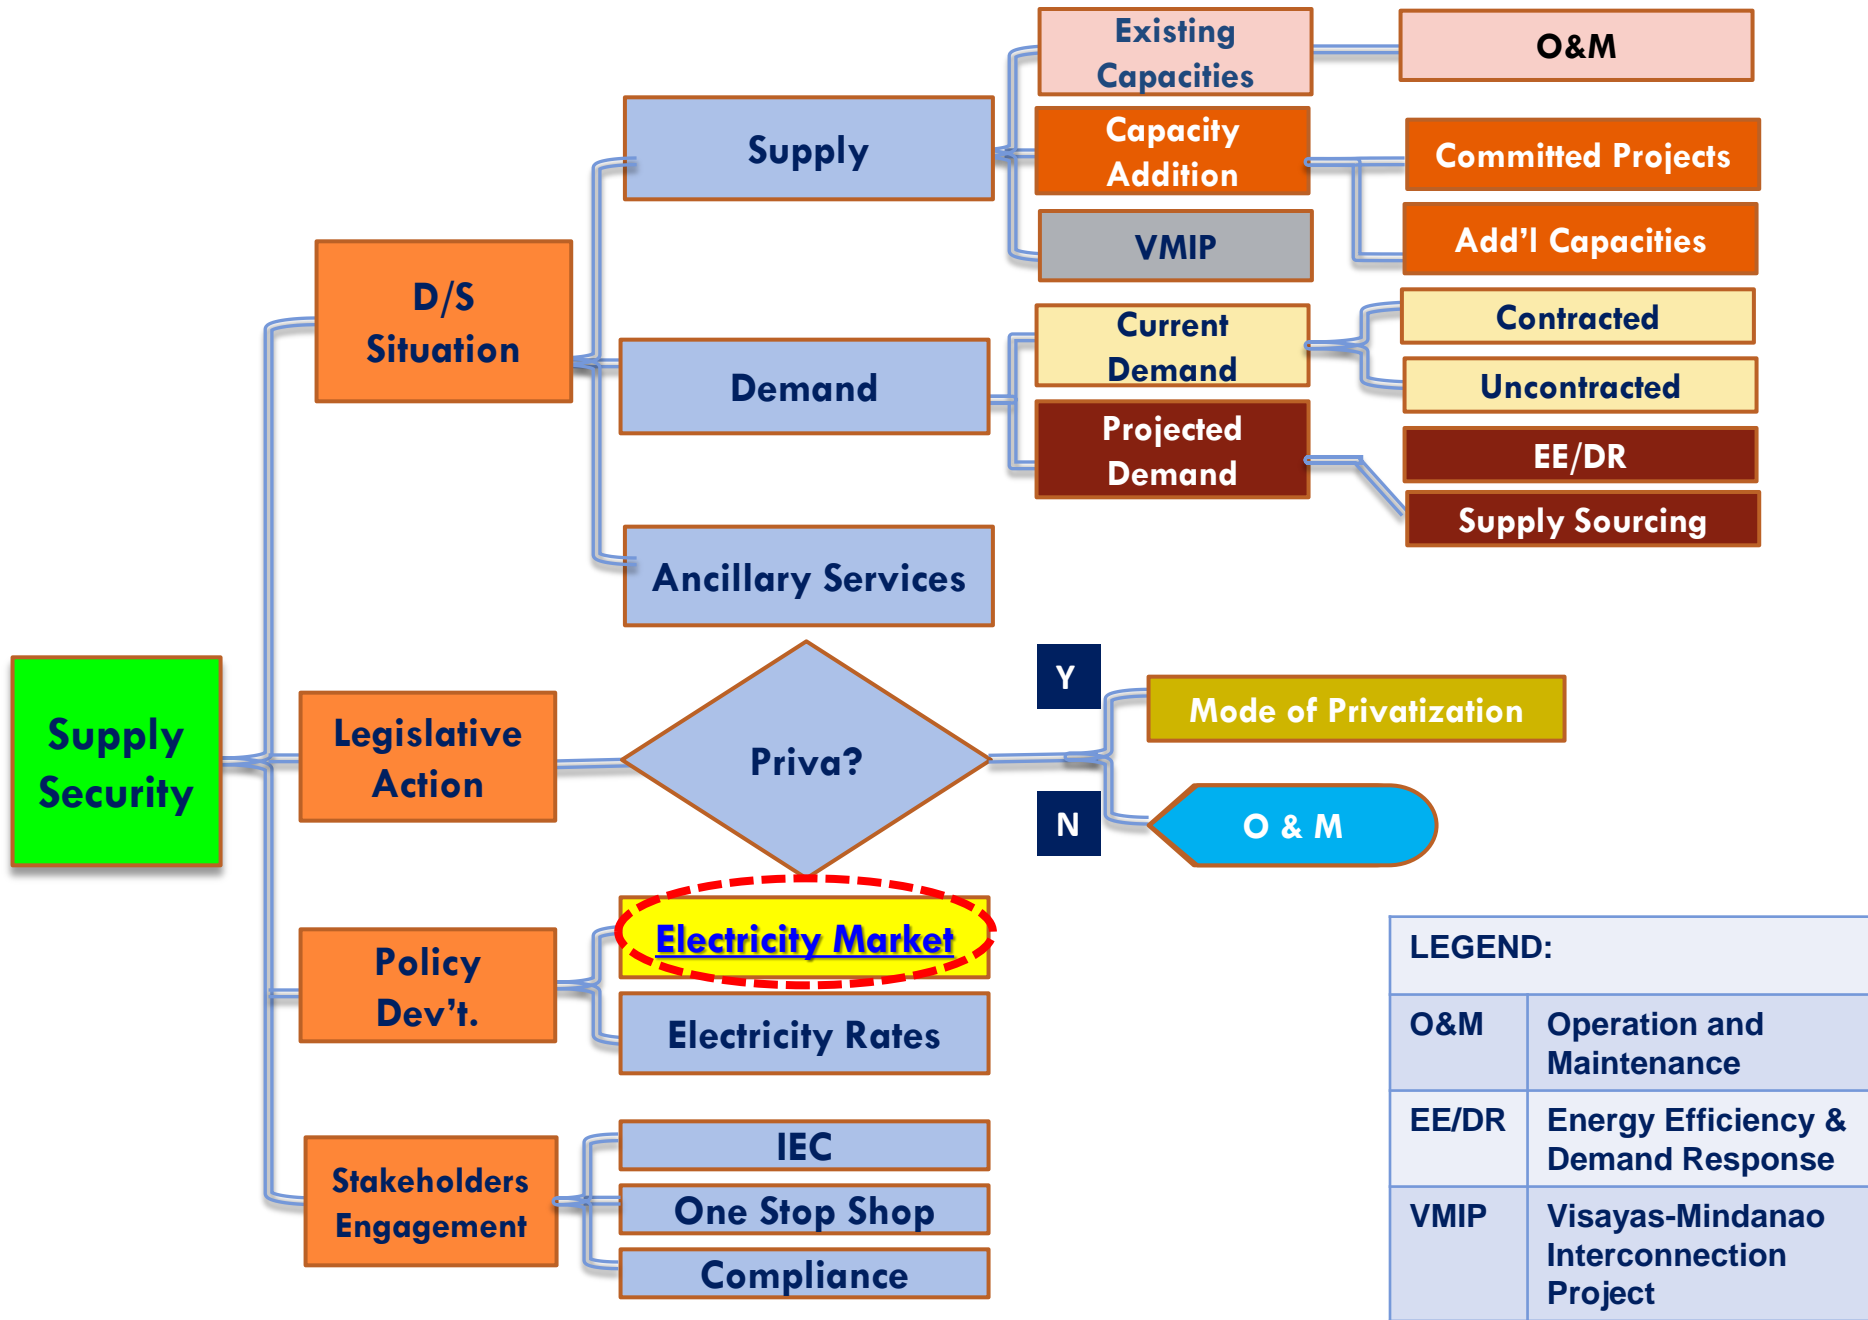 Existing
Capacities
O&M
Supply
Capacity
Addition
Committed Projects
VMIP
Add'l Capacities
D/S
Situation
Demand
Current
Demand
Contracted
Uncontracted
Projected
Demand
EE/DR
Supply Sourcing
Ancillary Services
Supply
Security
Legislative
Action
Priva?
Y
Mode of Privatization
N
O & M
Policy
Dev't.
Electricity Market
Electricity Rates
Stakeholders
Engagement
IEC
One Stop Shop
Compliance
LEGEND:
O&M
Operation and
Maintenance
EE/DR
Energy Efficiency &
Demand Response
VMIP
Visayas-Mindanao
Interconnection
Project